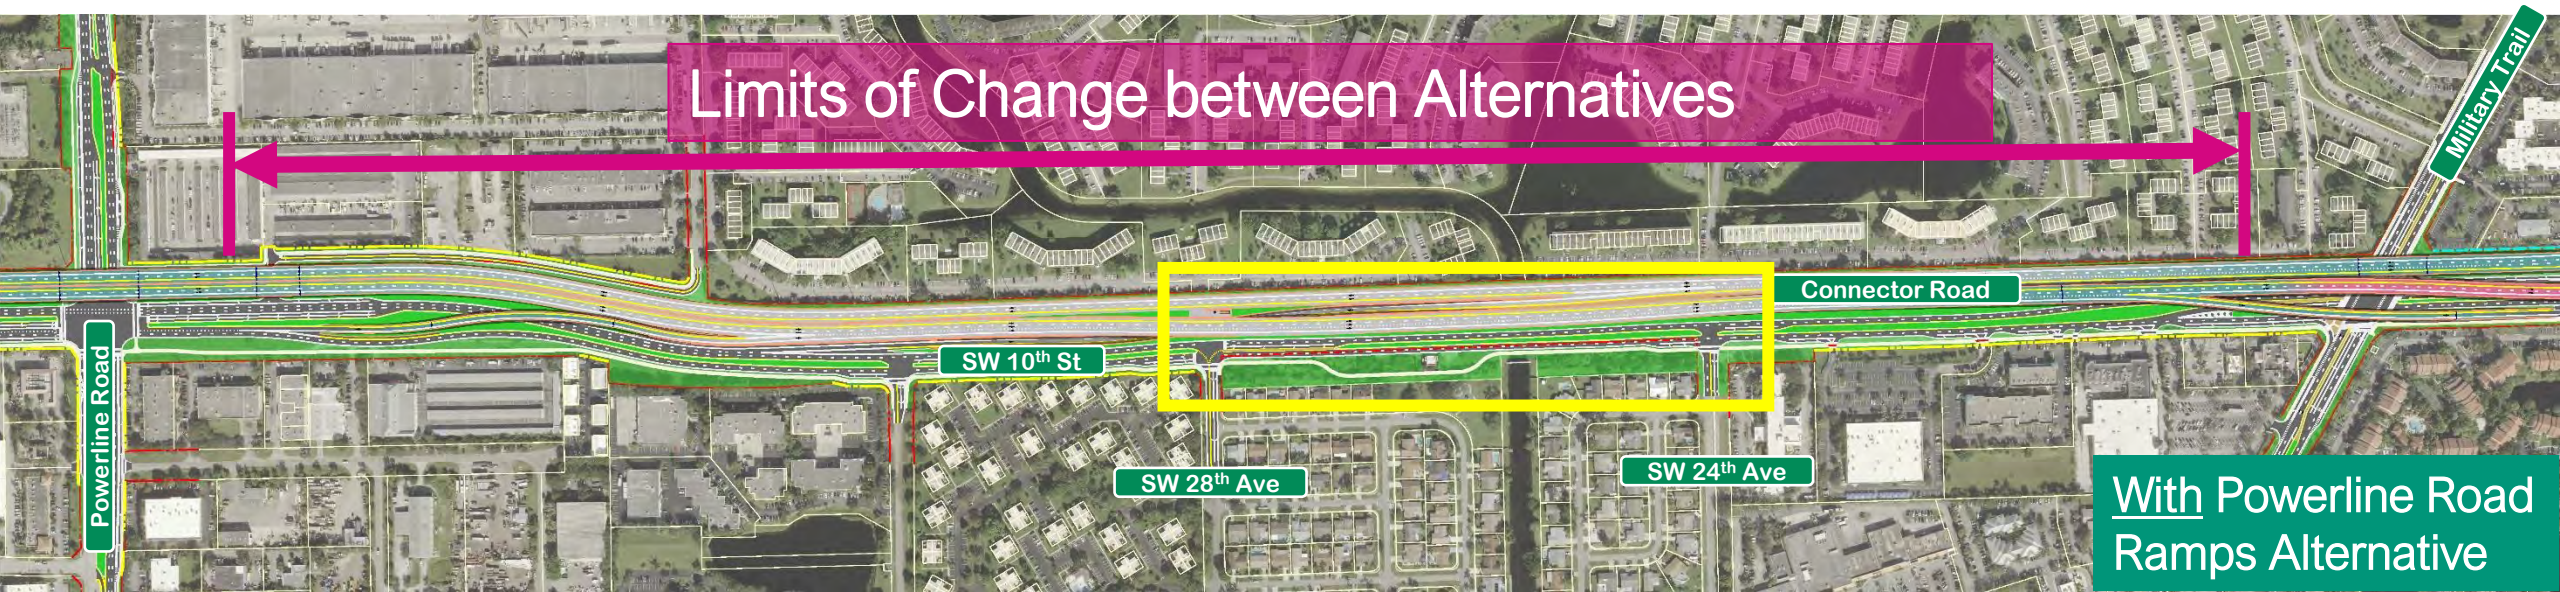 Limits of Change between Alternatives
Military Trail
Connector Road
SW 10th St
Powerline Road
SW 28th Ave
SW 24th Ave
With Powerline Road
Ramps Alternative